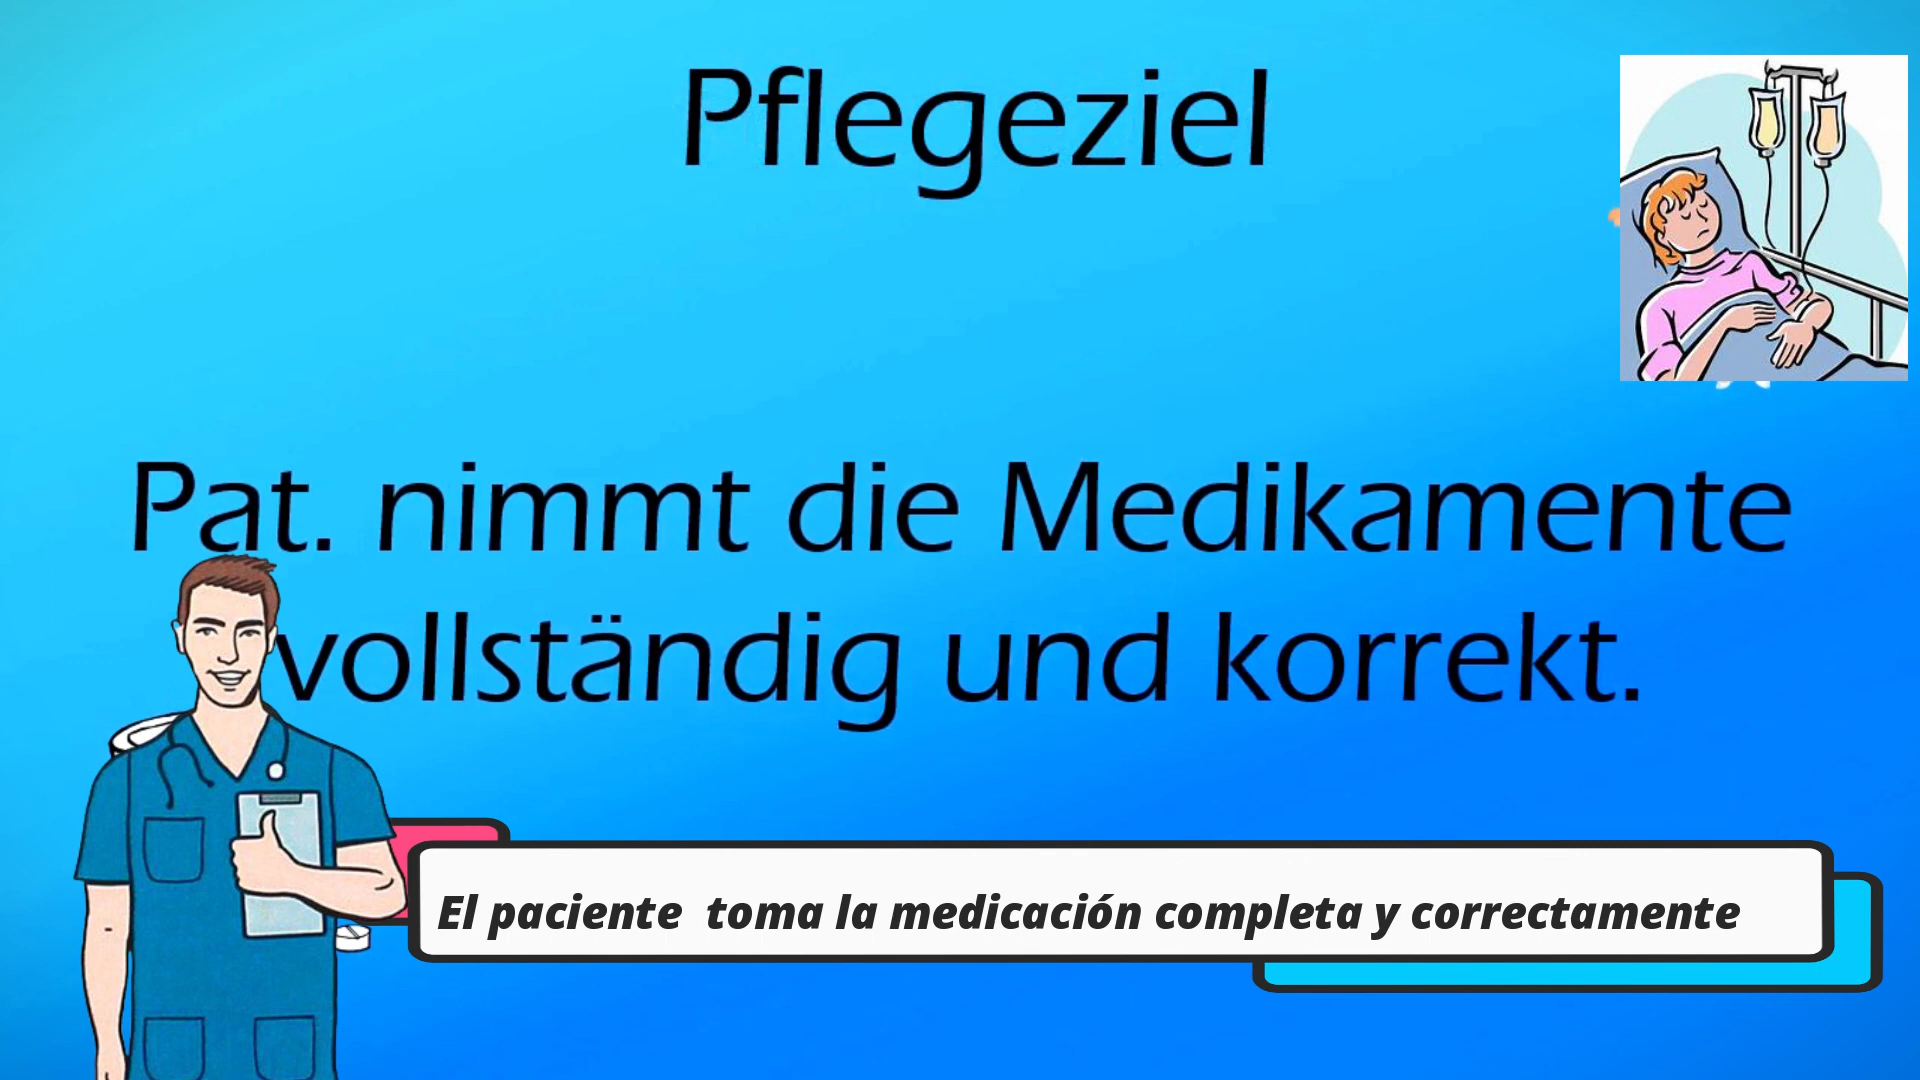 Pflegeziel
Pat. nimmt die Medikamente
vollständig und korrekt.
El paciente toma la medicación completa y correctamente